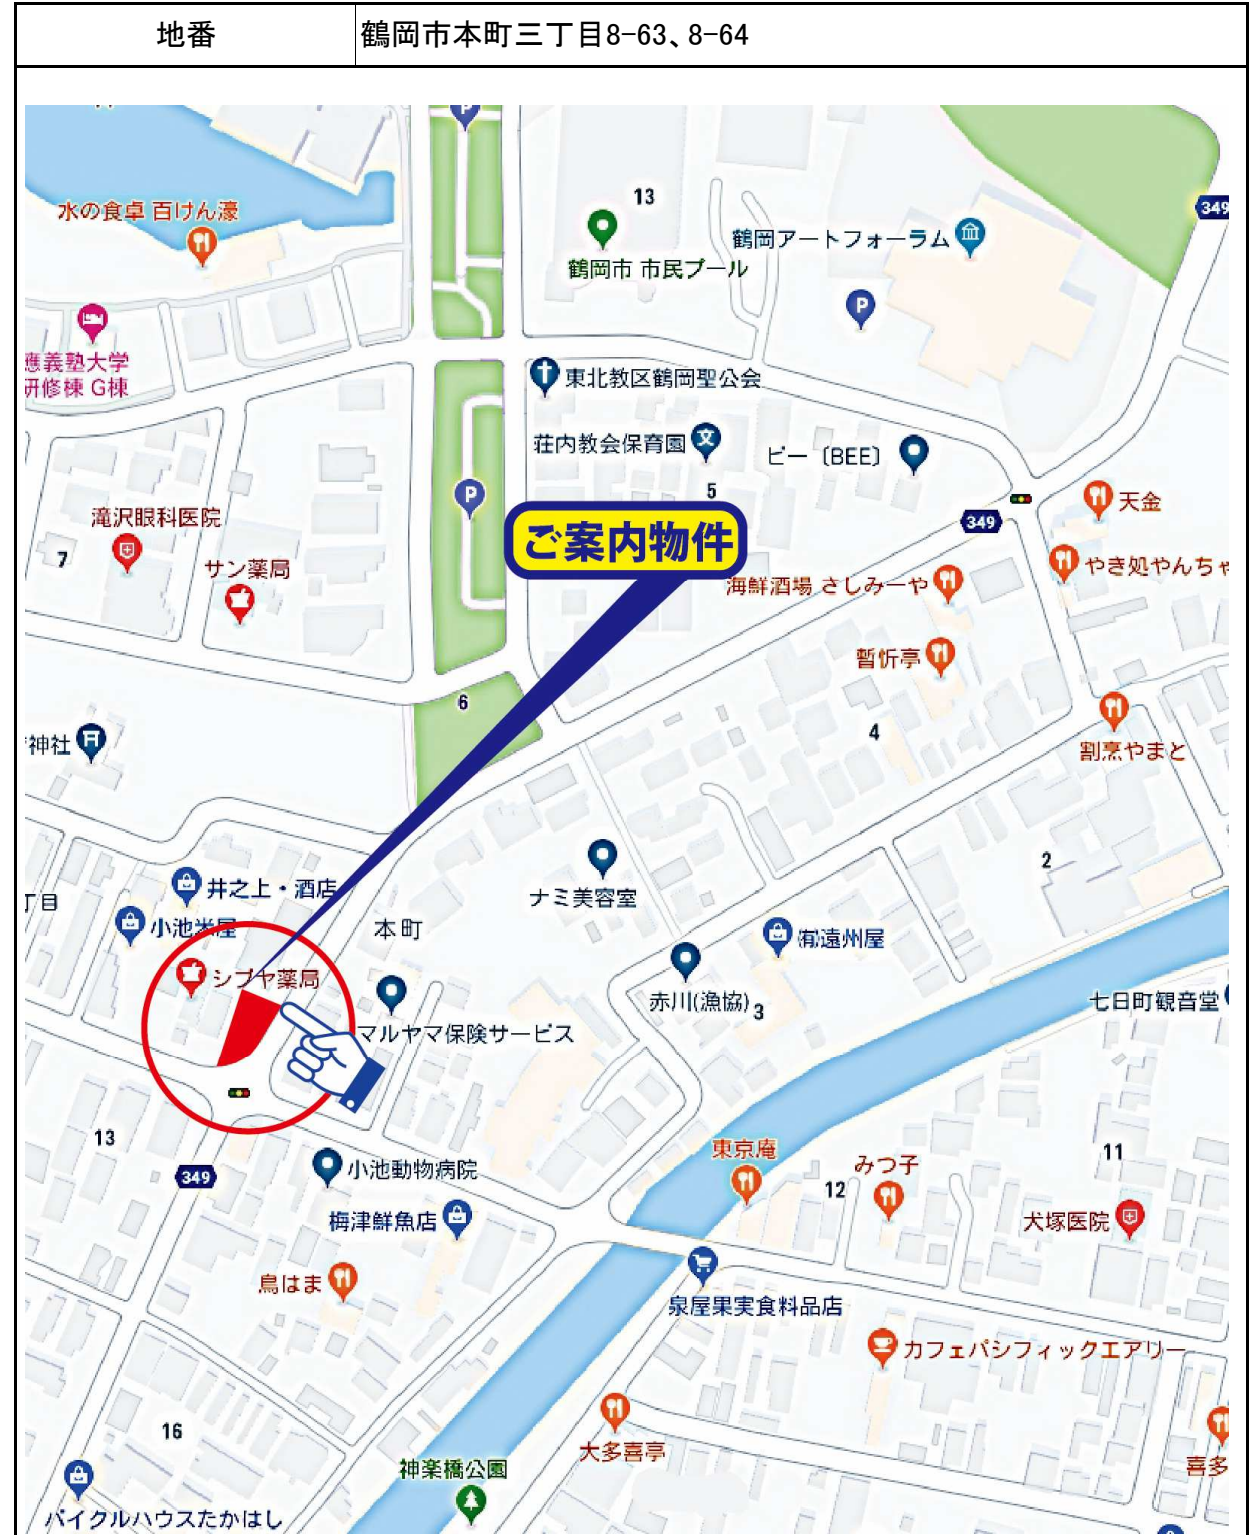 地番
鶴岡市本町三丁目8-63、8-64
水の食卓 百けん濠
13
349
鶴岡アートフォーラム
鶴岡市 市民プール
P
P
應義塾大学
研修棟 G棟
東北教区鶴岡聖公会
荘内教会保育園
文
ビー〔BEE〕
5
P
349
天金
滝沢眼科医院
ご案内物件
7
サン薬局
やき処やんちゃ
海鮮酒場 さしみーや
暫忻亭
6
4
神社
割烹やまと
2
井之上・酒店
丁目
ナミ美容室
小池米屋
本町
㈲遠州屋
シブヤ薬局
赤川(漁協)
3
七日町観音堂
マルヤマ保険サービス
13
東京庵
11
349
小池動物病院
みつ子
12
梅津鮮魚店
犬塚医院
鳥はま
泉屋果実食料品店
カフェパシフィックエアリー
16
大多喜亭
神楽橋公園
喜多
バイクルハウスたかはし